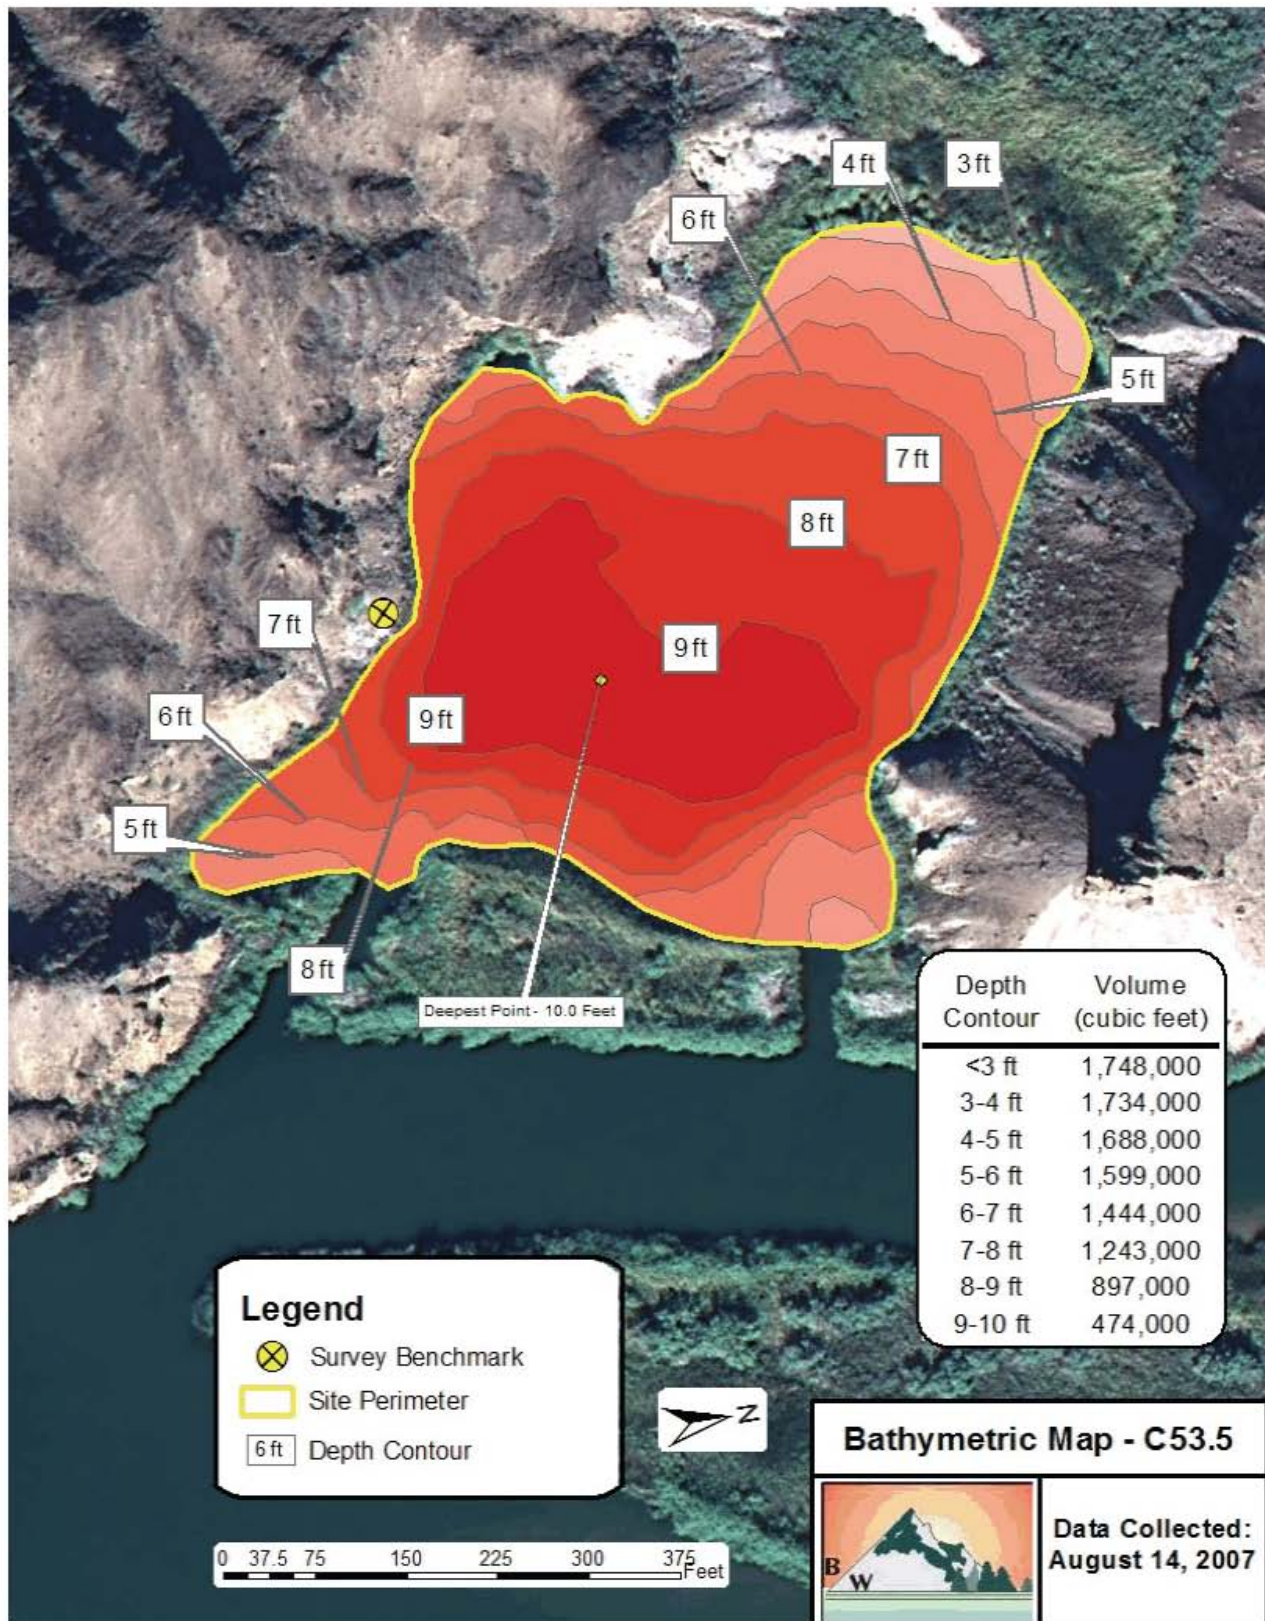 4 ft
3 ft
6 ft
5 ft
7 ft
8 ft
7 ft
9 ft
6 ft
9 ft
5 ft
8 ft
Deepest Point - 10.0 Feet
Depth Contour Volume (cubic feet)
<3 ft 1,748,000
3-4 ft 1,734,000
4-5 ft 1,688,000
5-6 ft 1,599,000
6-7 ft 1,444,000
7-8 ft 1,243,000
8-9 ft 897,000
9-10 ft 474,000
Legend
Survey Benchmark
Site Perimeter
6 ft Depth Contour
Z
0 37.5 75 150 225 300 375 Feet
Bathymetric Map - C53.5
B W
Data Collected:
August 14, 2007